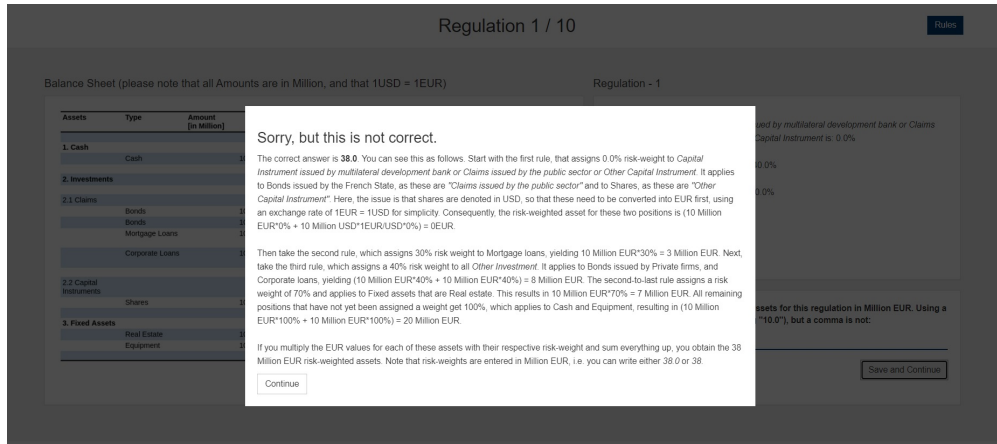 Regulation 1 / 10
Rules
Balance Sheet (please note that all Amounts are in Million, and that 1USD = 1EUR)
Regulation - 1
Assets Type Amount
[in Million]
1. Cash
Cash
2. Investments
2.1 Claims
Bonds
Bonds
Mortgage Loans
Corporate Loans
2.2 Capital
Instruments
Shares
3. Fixed Assets
Real Estate
Equipment
Sorry, but this is not correct.
The correct answer is 38.0. You can see this as follows. Start with the first rule, that assigns 0.0% risk-weight to Capital
Instrument issued by multilateral development bank or Claims issued by the public sector or Other Capital Instrument. It applies
to Bonds issued by the French State, as these are "Claims issued by the public sector" and to Shares, as these are "Other
Capital Instrument". Here, the issue is that shares are denoted in USD, so that these need to be converted into EUR first, using
an exchange rate of 1EUR = 1USD for simplicity. Consequently, the risk-weighted asset for these two positions is (10 Million
EUR*0% + 10 Million USD*1EUR/USD*0%) = 0EUR.
Then take the second rule, which assigns 30% risk weight to Mortgage loans, yielding 10 Million EUR*30% = 3 Million EUR. Next,
take the third rule, which assigns a 40% risk weight to all Other Investment. It applies to Bonds issued by Private firms, and
Corporate loans, yielding (10 Million EUR*40% + 10 Million EUR*40%) = 8 Million EUR. The second-to-last rule assigns a risk
weight of 70% and applies to Fixed assets that are Real estate. This results in 10 Million EUR*70% = 7 Million EUR. All remaining
positions that have not yet been assigned a weight get 100%, which applies to Cash and Equipment, resulting in (10 Million
EUR*100% + 10 Million EUR*100%) = 20 Million EUR.
If you multiply the EUR values for each of these assets with their respective risk-weight and sum everything up, you obtain the 38
Million EUR risk-weighted assets. Note that risk-weights are entered in Million EUR, i.e. you can write either 38.0 or 38.
Continue
ued by multilateral development bank or Claims
Capital Instrument is: 0.0%
0.0%
ssets for this regulation in Million EUR. Using a
"10.0"), but a comma is not:
Save and Continue